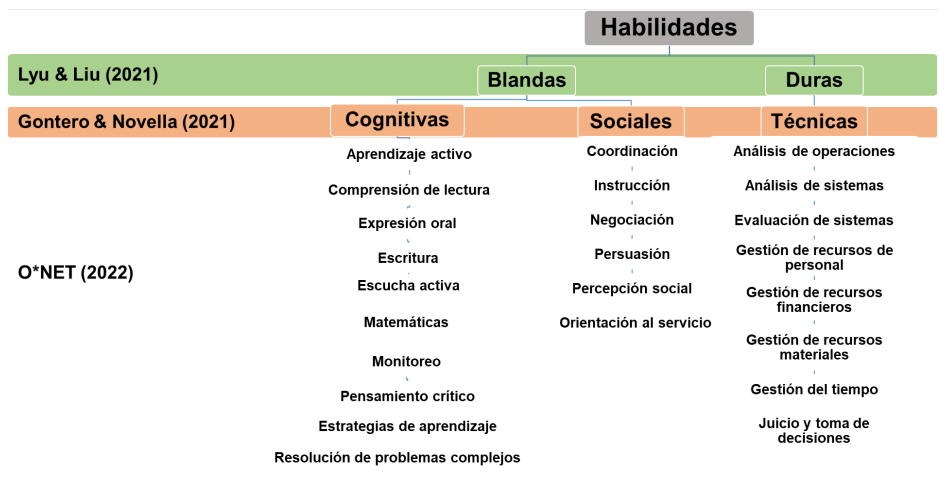 Habilidades
Lyu & Liu (2021)
Blandas
Duras
Gontero & Novella (2021)
Cognitivas
Sociales
Técnicas
O*NET (2022)
Aprendizaje activo
Comprensión de lectura
Expresión oral
Escritura
Escucha activa
Matemáticas
Monitoreo
Pensamiento crítico
Estrategias de aprendizaje
Resolución de problemas complejos
Coordinación
Instrucción
Negociación
Persuasión
Percepción social
Orientación al servicio
Análisis de operaciones
Análisis de sistemas
Evaluación de sistemas
Gestión de recursos de
personal
Gestión de recursos
financieros
Gestión de recursos
materiales
Gestión del tiempo
Juicio y toma de
decisiones